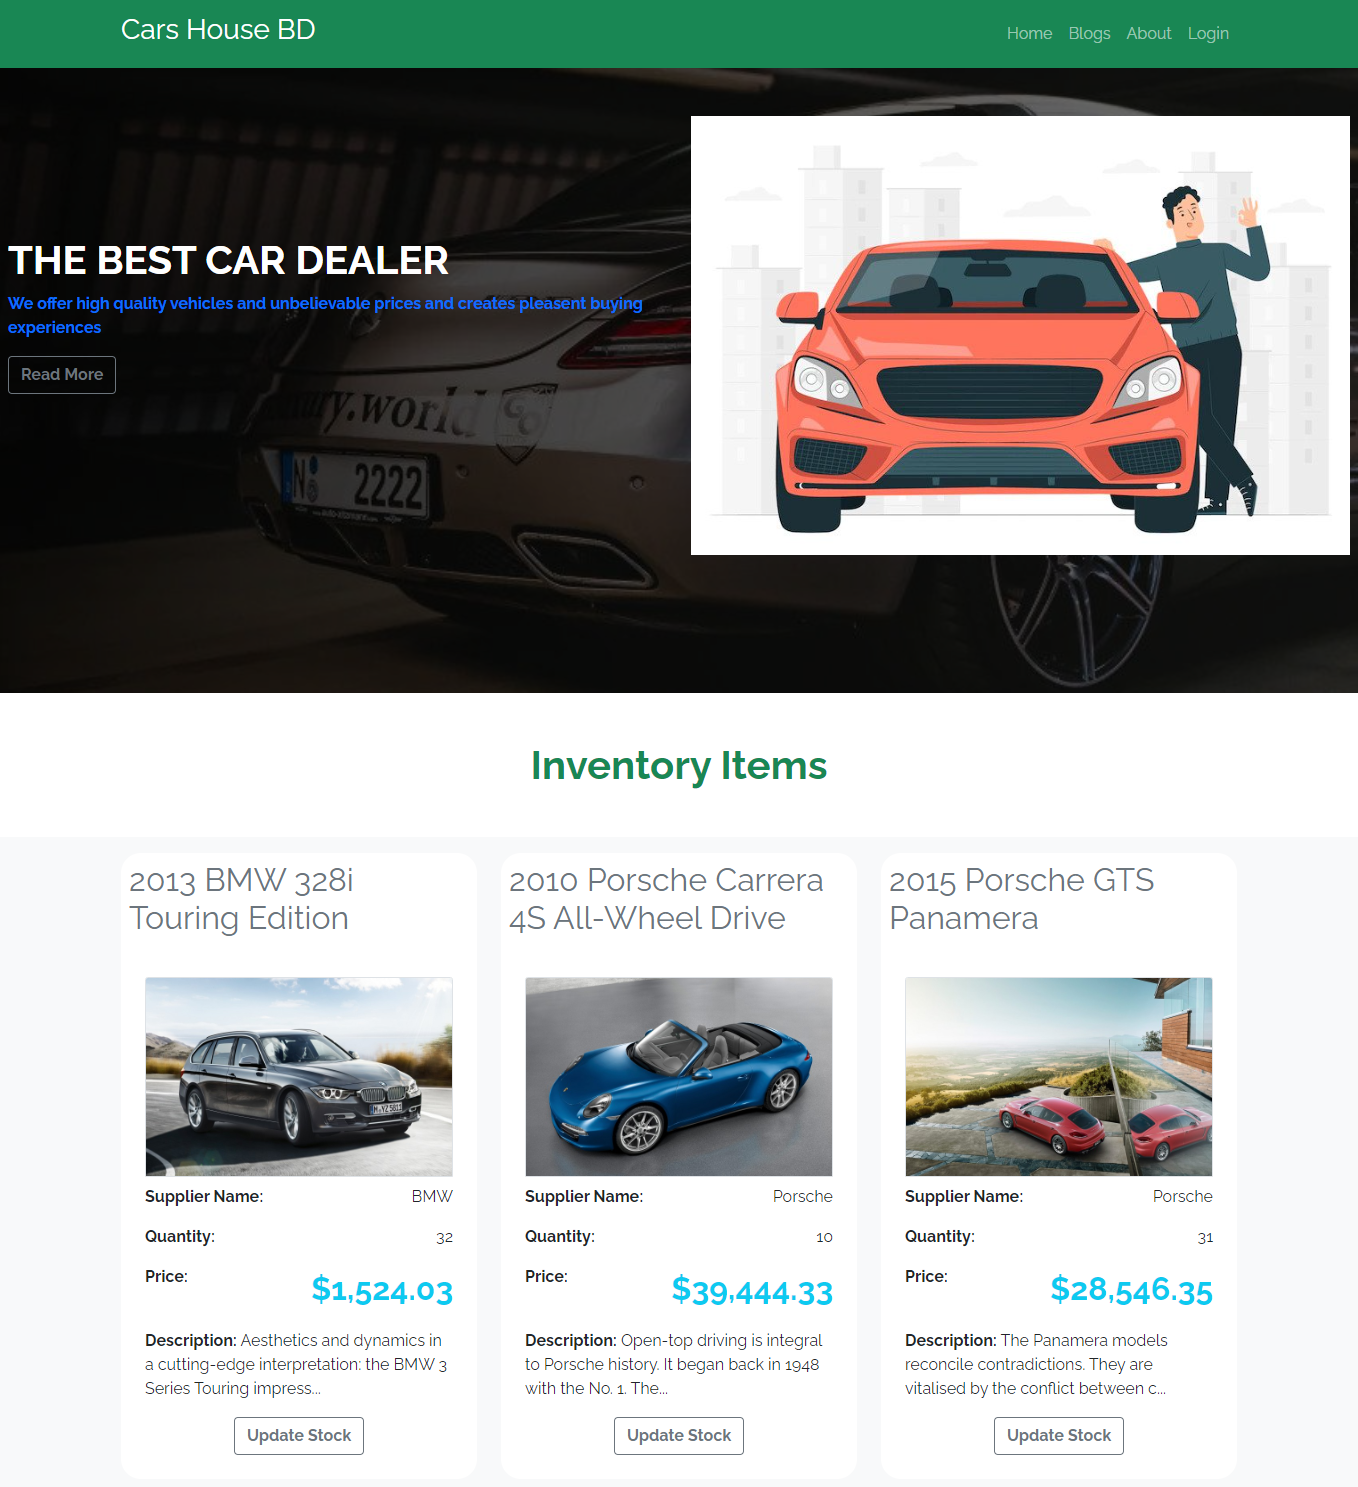 Cars House BD
Home Blogs About Login
THE BEST CAR DEALER
We offer high quality vehicles and unbelievable prices and creates pleasent buying
experiences
Read More
ury.world
N 2222
Inventory Items
2013 BMW 328i
Touring Edition
Supplier Name: BMW
Quantity: 32
Price: $1,524.03
Description: Aesthetics and dynamics in
a cutting-edge interpretation: the BMW 3
Series Touring impress...
Update Stock
2010 Porsche Carrera
4S All-Wheel Drive
Supplier Name: Porsche
Quantity: 10
Price: $39,444.33
Description: Open-top driving is integral
to Porsche history. It began back in 1948
with the No. 1. The...
Update Stock
2015 Porsche GTS
Panamera
Supplier Name: Porsche
Quantity: 31
Price: $28,546.35
Description: The Panamera models
reconcile contradictions. They are
vitalised by the conflict between c...
Update Stock